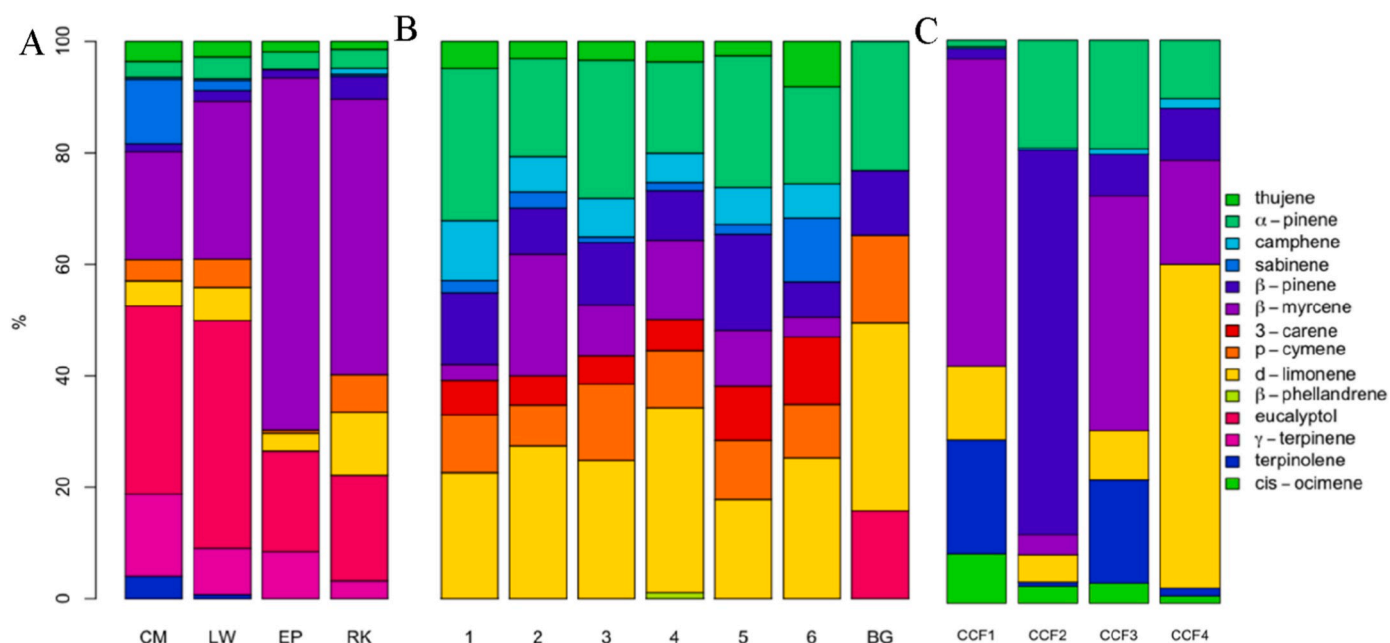 A
B
C
100
80
60
40
20
0
%
CM LW EP RK
1 2 3 4 5 6 BG
CCF1 CCF2 CCF3 CCF4
thujene
α – pinene
camphene
sabinene
β – pinene
β – myrcene
3 – carene
p – cymene
d – limonene
β – phellandrene
eucalyptol
γ – terpinene
terpinolene
cis – ocimene